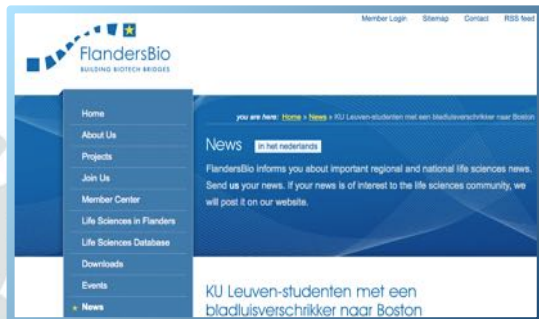 Member Login Sitemap Contact RSS feed
FlandersBio
BUILDING BIOTECH BRIDGES
Home
About Us
Projects
Join Us
Member Center
Life Sciences in Flanders
Life Sciences Database
Downloads
Events
News
you are here: Home » News » KU Leuven-studenten met een bladluisverschrikker naar Boston
News in het nederlands
FlandersBio informs you about important regional and national life sciences news.
Send us your news. If your news is of interest to the life sciences community, we
will post it on our website.
KU Leuven-studenten met een
bladluisverschrikker naar Boston